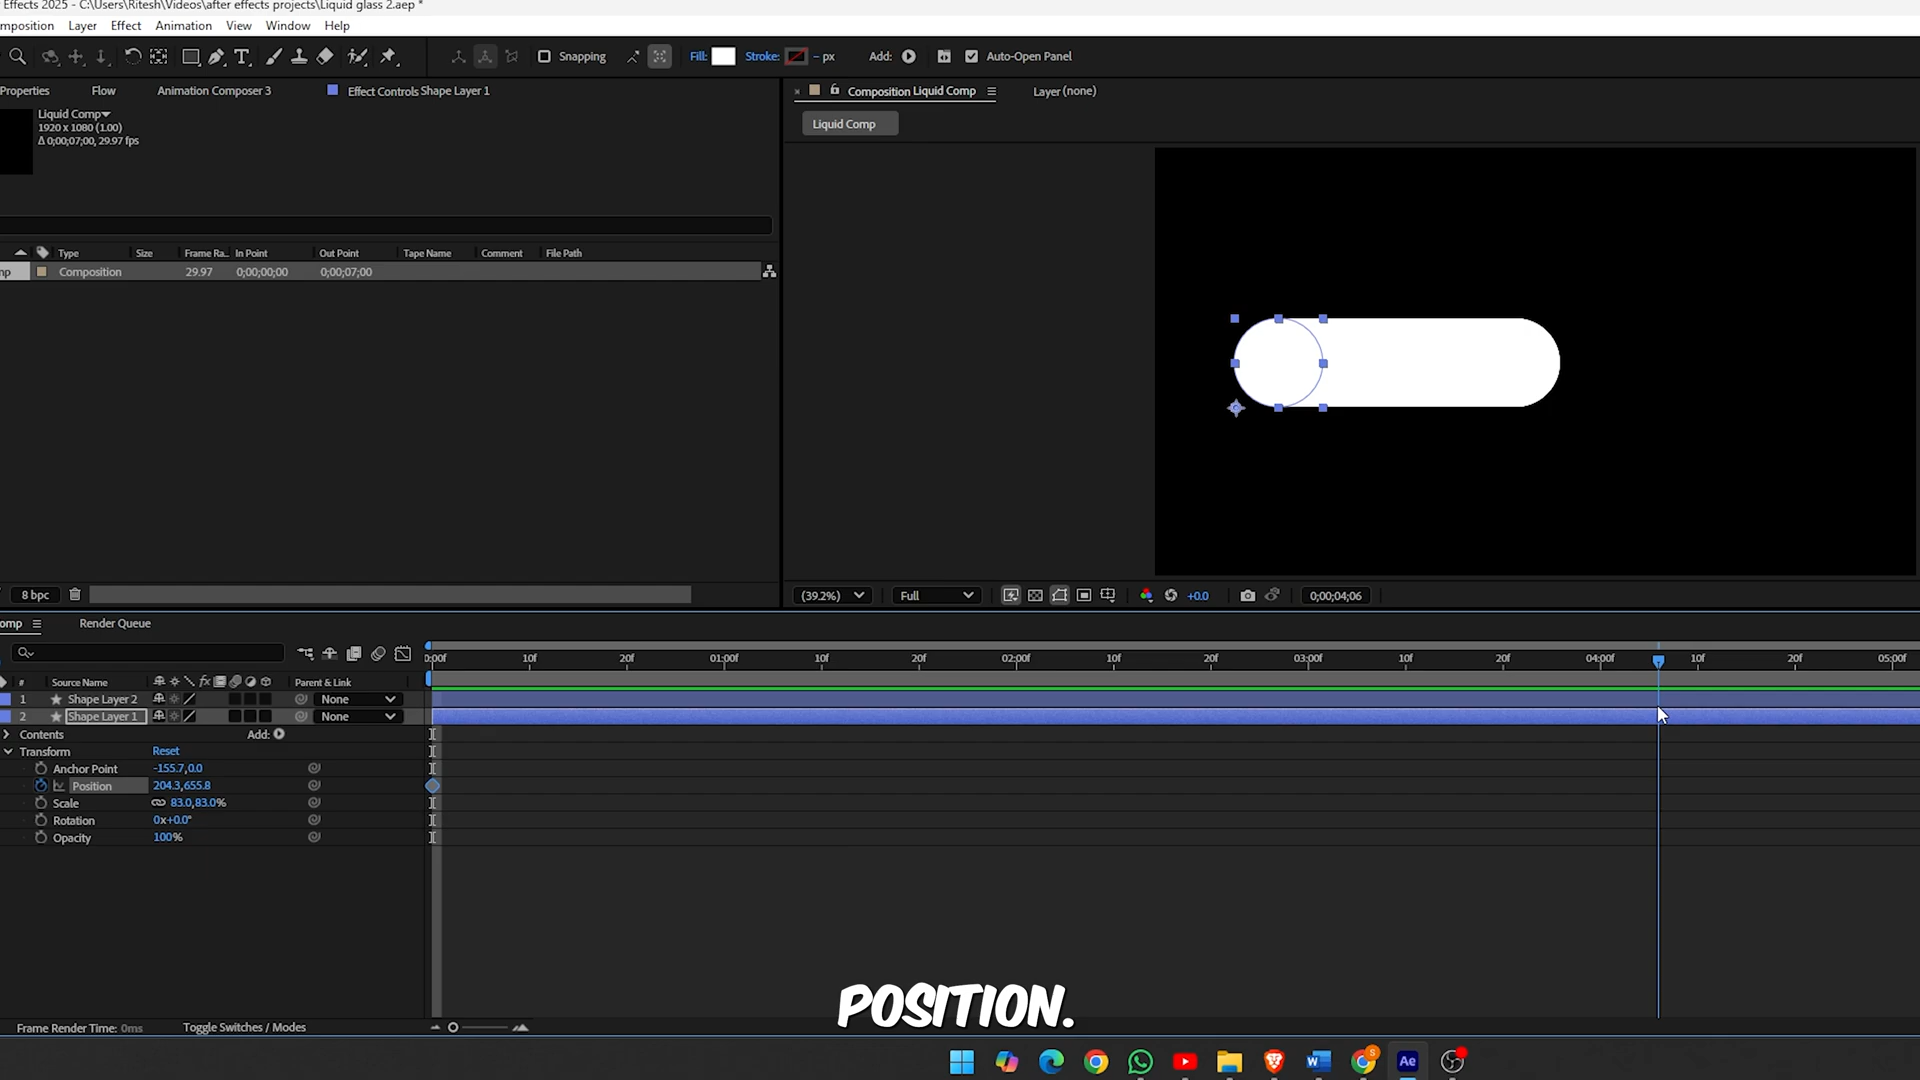 Effects 2025 - C:\Users\Ritesh\Videos\after effects projects\Liquid glass 2.aep *
omposition Layer Effect Animation View Window Help
Snapping Fill: Stroke: - px Add: Auto-Open Panel
Properties Flow Animation Composer 3 Effect Controls Shape Layer 1
Composition Liquid Comp Layer (none)
Liquid Comp
1920 x 1080 (1.00)
Δ 0;00;07;00, 29.97 fps
Liquid Comp
Type Size Frame Ra.. In Point Out Point Tape Name Comment File Path
mp Composition 29.97 0;00;00;00 0;00;07;00
8 bpc
(39.2%) Full +0.0 0;00;04;06
omp Render Queue
0:00f 10f 20f 01:00f 10f 20f 02:00f 10f 20f 03:00f 10f 20f 04:00f 10f 20f 05:00f
# Source Name fx Parent & Link
1 Shape Layer 2 None
2 Shape Layer 1 None
Contents Add:
Transform Reset
Anchor Point -155.7,0.0
Position 204.3,655.8
Scale 83.0,83.0%
Rotation 0x+0.0°
Opacity 100%
POSITION.
Frame Render Time: 0ms Toggle Switches / Modes
W S Ae